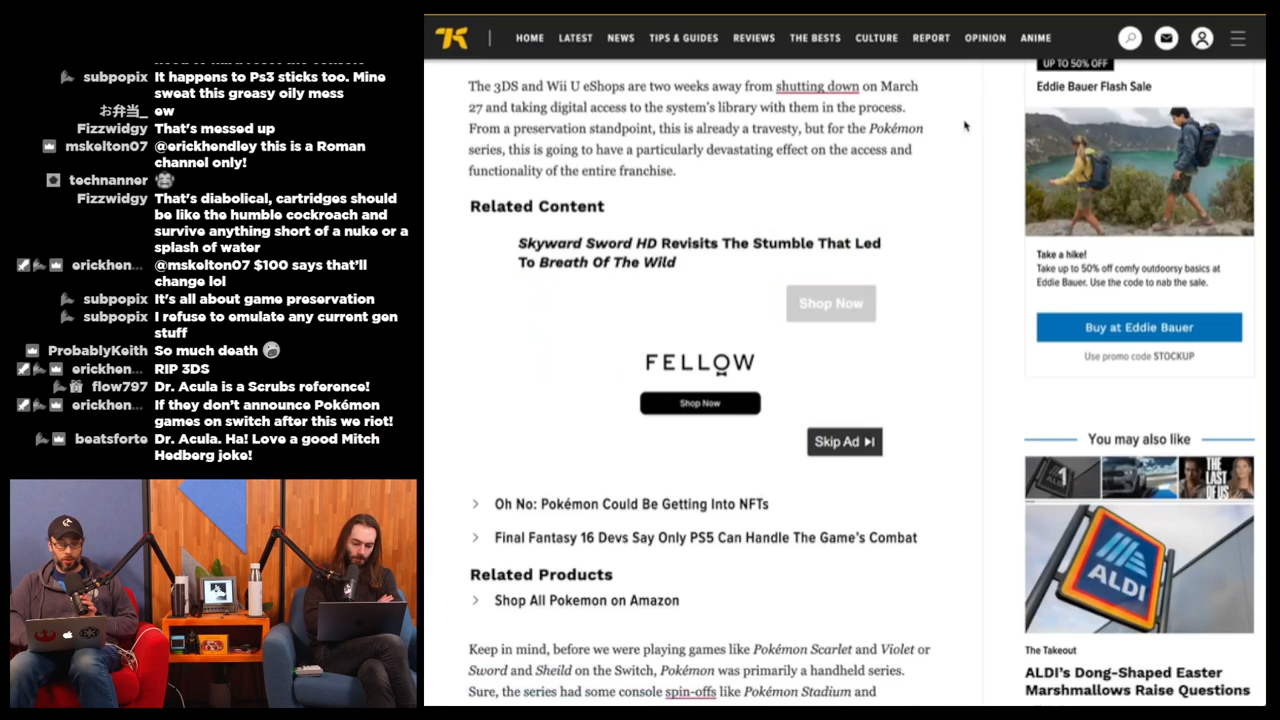 subpopix It happens to Ps3 sticks too. Mine
sweat this greasy oily mess
お弁当_ ew
Fizzwidgy That's messed up
mskelton07 @erickhendley this is a Roman
channel only!
technanner
Fizzwidgy That's diabolical, cartridges should
be like the humble cockroach and
survive anything short of a nuke or a
splash of water
erickhen... @mskelton07 $100 says that'll
change lol
subpopix It's all about game preservation
subpopix I refuse to emulate any current gen
stuff
ProbablyKeith So much death
erickhen... RIP 3DS
flow797 Dr. Acula is a Scrubs reference!
erickhen... If they don't announce Pokémon
games on switch after this we riot!
beatsforte Dr. Acula. Ha! Love a good Mitch
Hedberg joke!
HOME LATEST NEWS TIPS & GUIDES REVIEWS THE BESTS CULTURE REPORT OPINION ANIME
The 3DS and Wii U eShops are two weeks away from shutting down on March
27 and taking digital access to the system's library with them in the process.
From a preservation standpoint, this is already a travesty, but for the Pokémon
series, this is going to have a particularly devastating effect on the access and
functionality of the entire franchise.
Related Content
Skyward Sword HD Revisits The Stumble That Led
To Breath Of The Wild
Shop Now
FELLOW
Shop Now
Skip Ad
Oh No: Pokémon Could Be Getting Into NFTs
Final Fantasy 16 Devs Say Only PS5 Can Handle The Game's Combat
Related Products
Shop All Pokemon on Amazon
Keep in mind, before we were playing games like Pokémon Scarlet and Violet or
Sword and Sheild on the Switch, Pokémon was primarily a handheld series.
Sure, the series had some console spin-offs like Pokémon Stadium and
UP TO 50% OFF
Eddie Bauer Flash Sale
Take a hike!
Take up to 50% off comfy outdoorsy basics at
Eddie Bauer. Use the code to nab the sale.
Buy at Eddie Bauer
Use promo code STOCKUP
You may also like
THE
LAST
OF US
ALDI
The Takeout
ALDI's Dong-Shaped Easter
Marshmallows Raise Questions